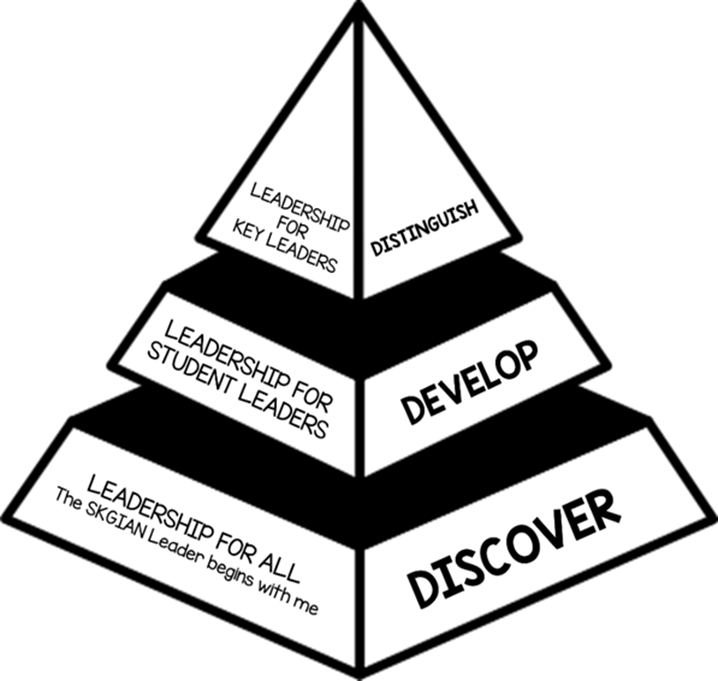 LEADERSHIP
FOR
KEY LEADERS
DISTINGUISH
LEADERSHIP FOR
STUDENT LEADERS
DEVELOP
LEADERSHIP FOR ALL
The SKGIAN Leader begins with me
DISCOVER